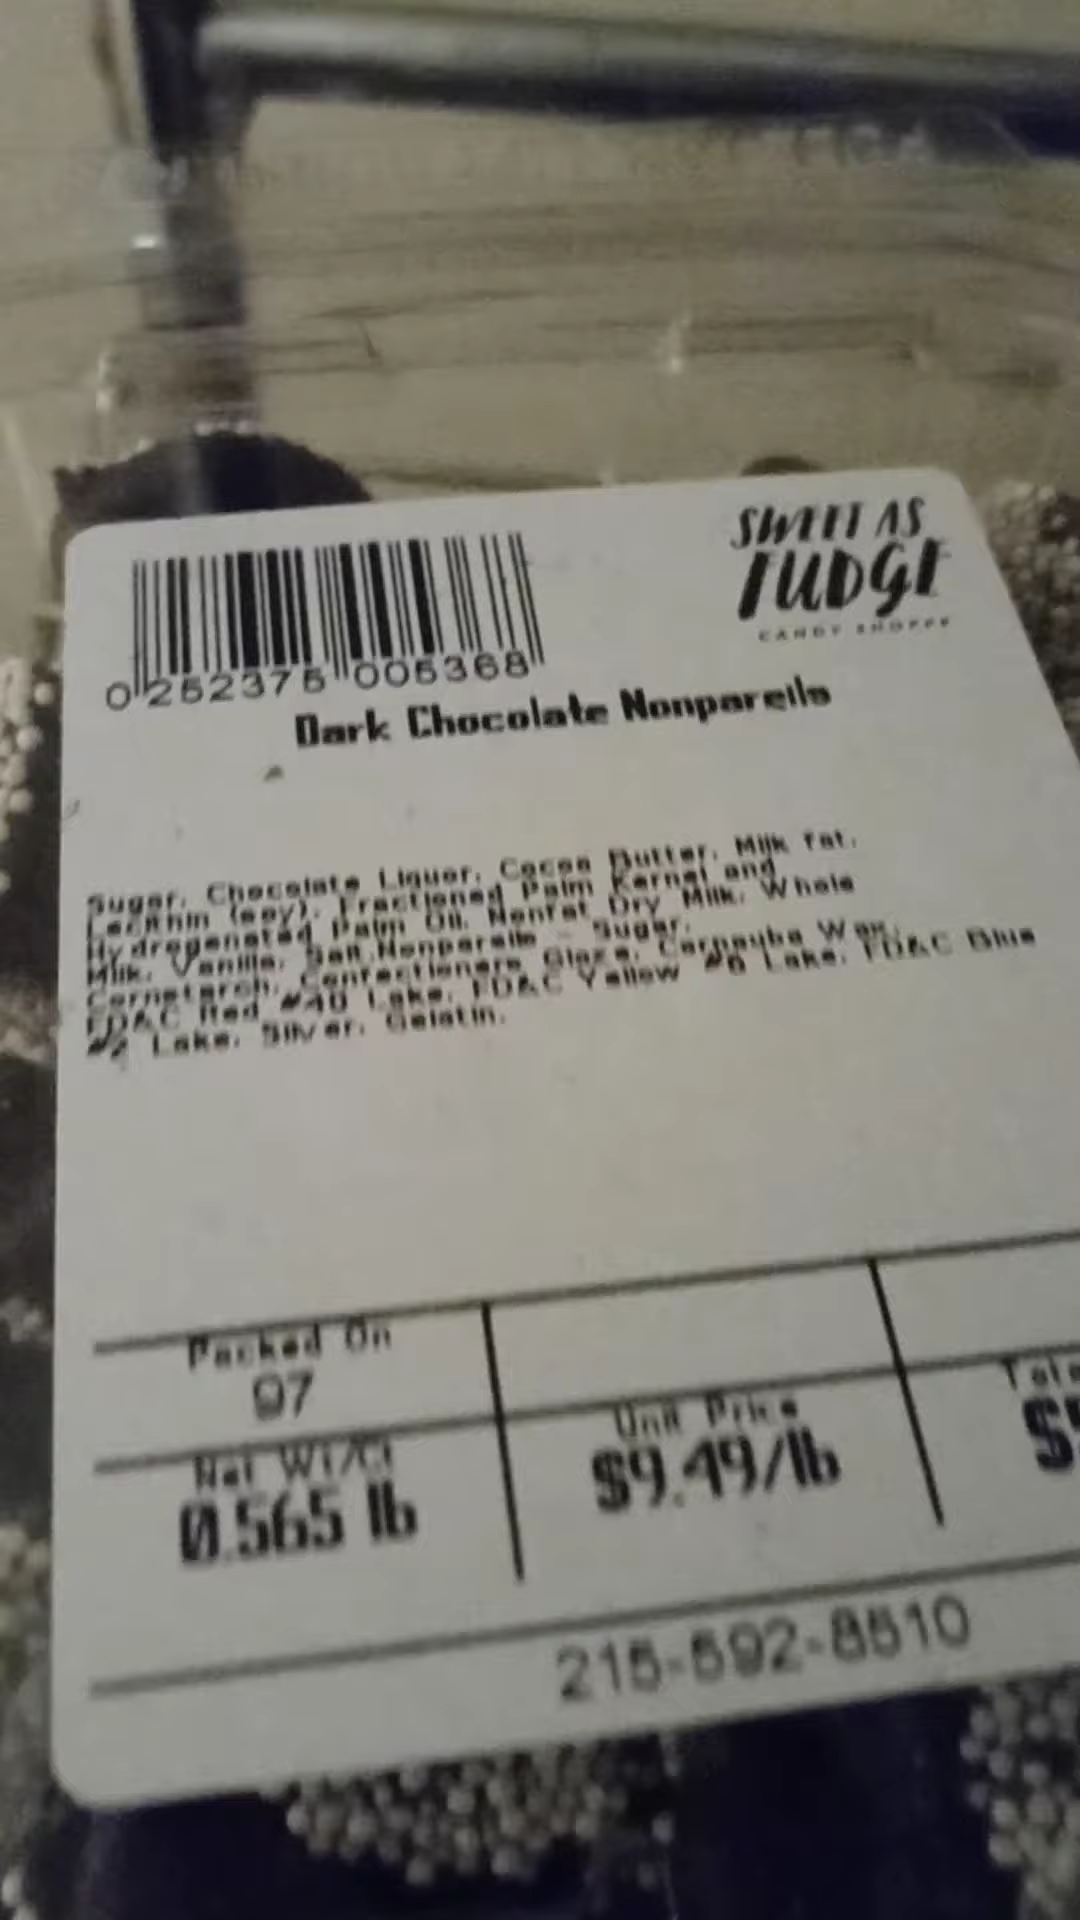 SWEET AS
FUDGE
CANDY SHOPPE
0 252375 005368
Dark Chocolate Nonpareils
Sugar, Chocolate Liquor, Cocoa Butter, Milk Fat,
Lecithin (soy), Fractioned Palm Kernel and
Hydrogenated Palm Oil, Nonfat Dry Milk, Whole
Milk, Vanilla, Salt.Nonpareils - Sugar,
Cornstarch, Confectioners Glaze, Carnauba Wax,
FD&C Red #40 Lake, FD&C Yellow #6 Lake, FD&C Blue
#2 Lake, Silver, Gelatin.
Packed On
97
Net Wt/Ct
0.565 lb
Unit Price
$9.49/lb
215-592-8510